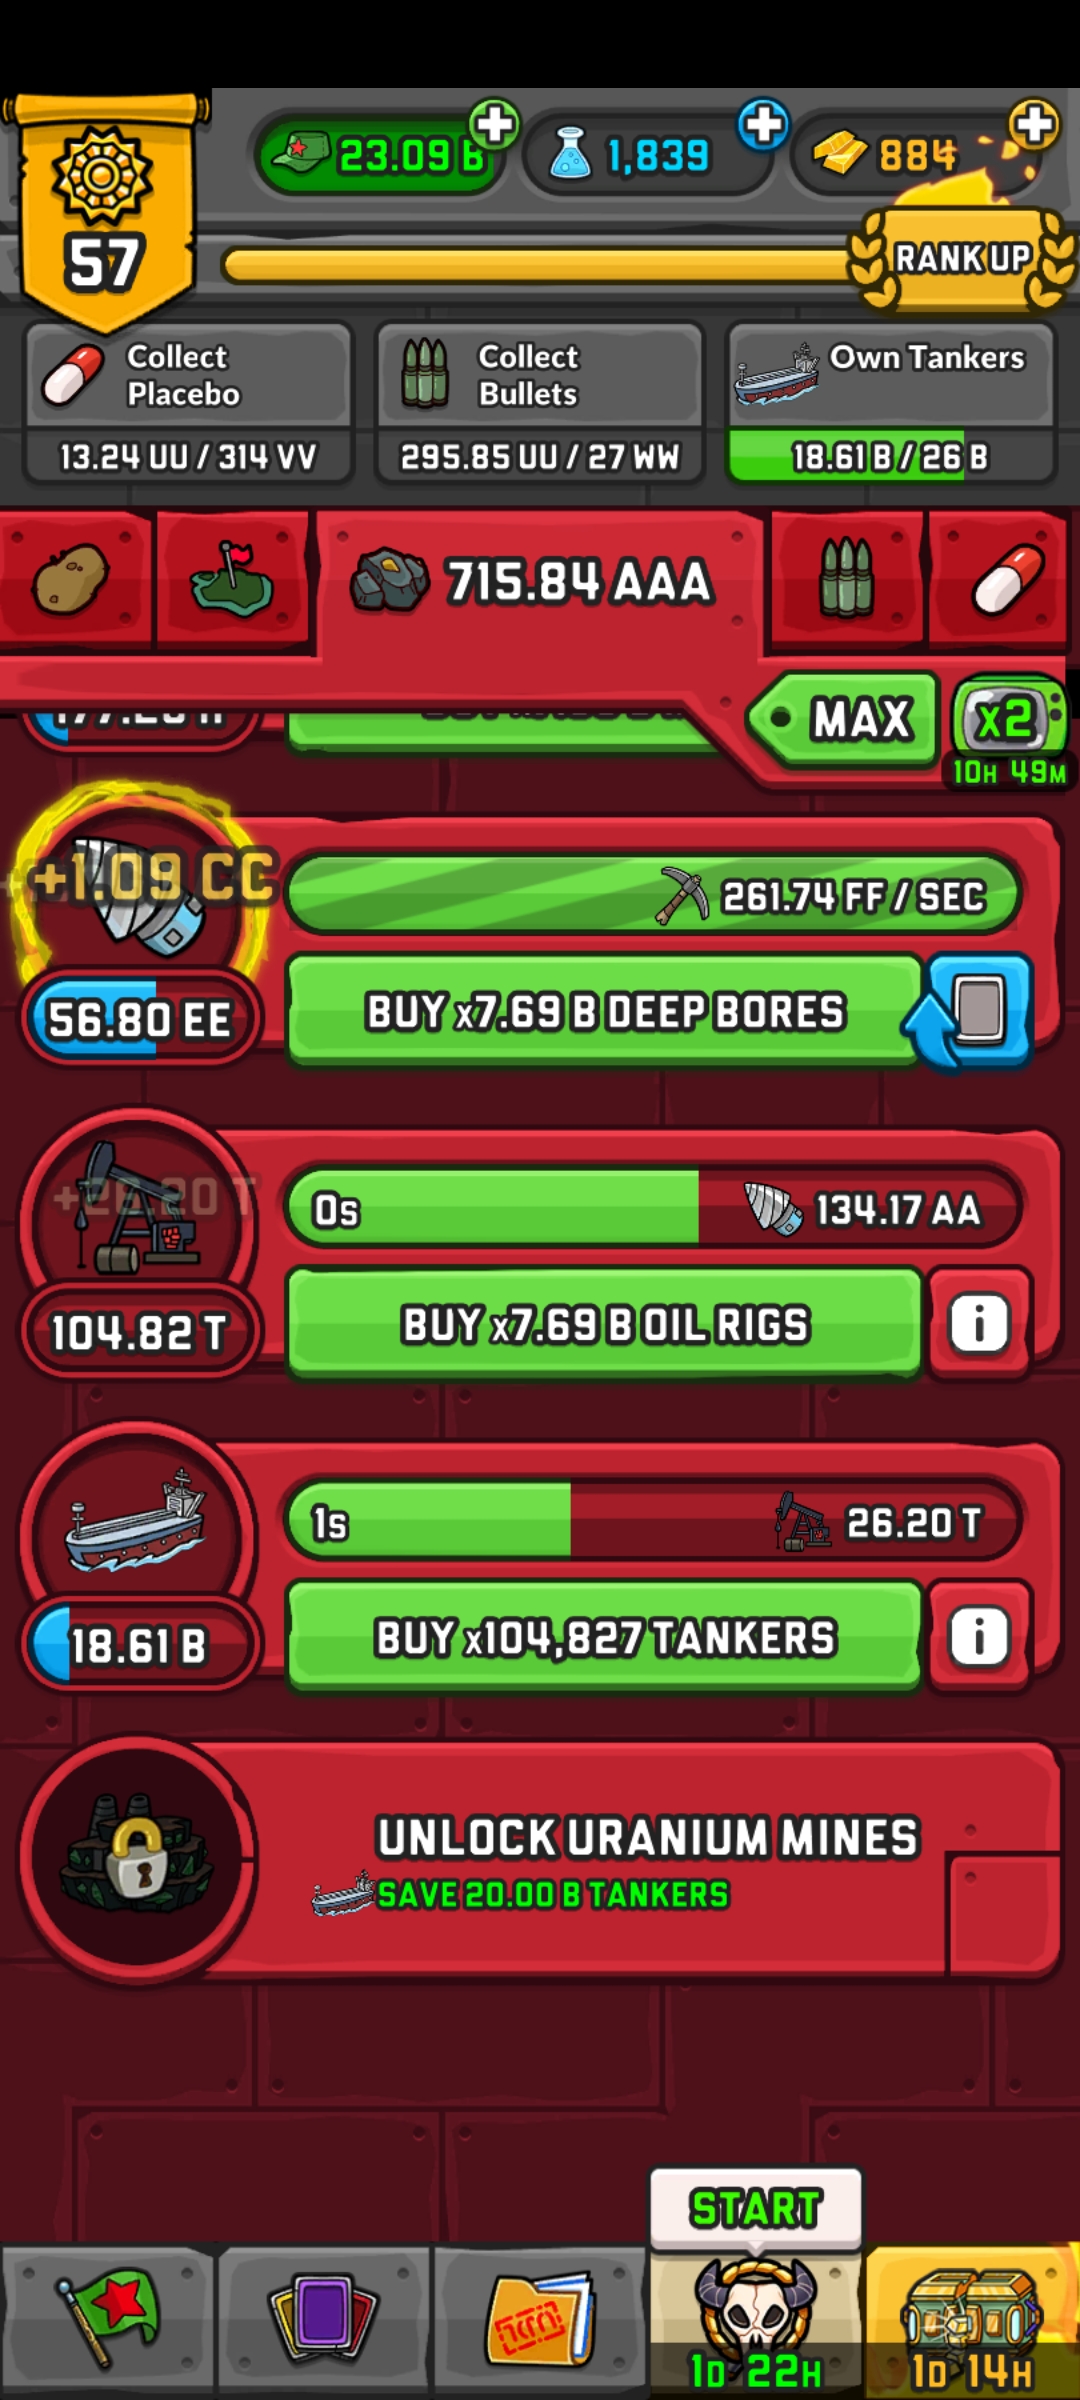 57
23.09 B
1,839
884
RANK UP
Collect
Placebo
13.24 UU / 314 VV
Collect
Bullets
295.85 UU / 27 WW
Own Tankers
18.61 B / 26 B
715.84 AAA
MAX
x2
10H 49M
+1.09 CC
261.74 FF / SEC
56.80 EE
BUY x7.69 B DEEP BORES
+26.20 T
0s
134.17 AA
104.82 T
BUY x7.69 B OIL RIGS
i
1s
26.20 T
18.61 B
BUY x104,827 TANKERS
i
UNLOCK URANIUM MINES
SAVE 20.00 B TANKERS
START
1D 22H
1D 14H